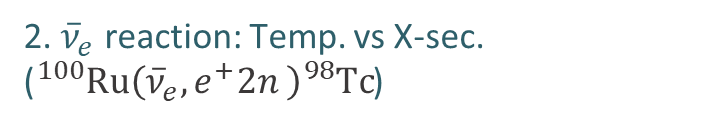 2. ν̄ₑ reaction: Temp. vs X-sec.
(¹⁰⁰Ru(ν̄ₑ, e⁺2n )⁹⁸Tc)